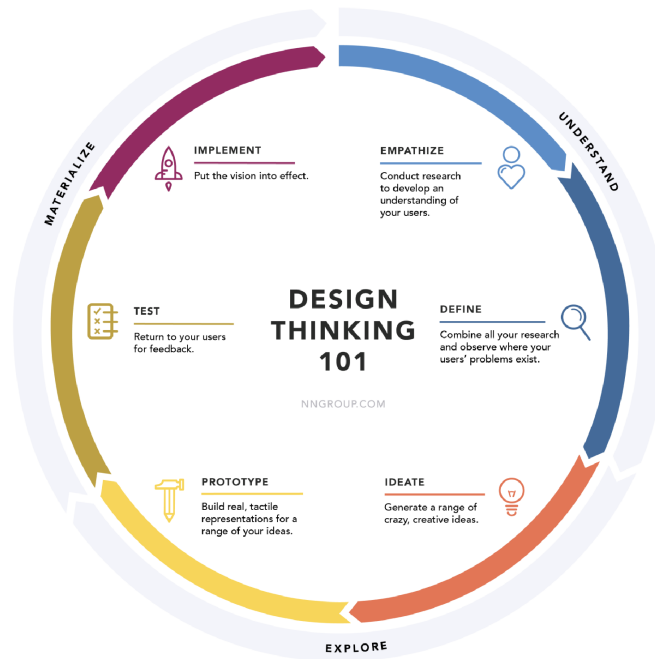 DESIGN
THINKING
101
NNGROUP.COM
UNDERSTAND
EMPATHIZE
Conduct research
to develop an
understanding of
your users.
DEFINE
Combine all your research
and observe where your
users’ problems exist.
EXPLORE
IDEATE
Generate a range of
crazy, creative ideas.
PROTOTYPE
Build real, tactile
representations for a
range of your ideas.
MATERIALIZE
TEST
Return to your users
for feedback.
IMPLEMENT
Put the vision into effect.